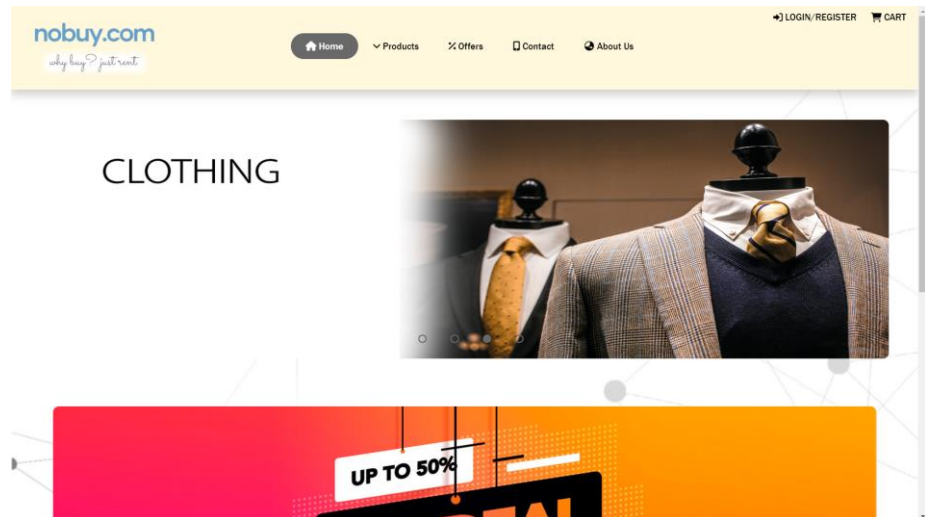 LOGIN/REGISTER CART
nobuy.com
why buy? just rent
Home Products Offers Contact About Us
CLOTHING
UP TO 50%